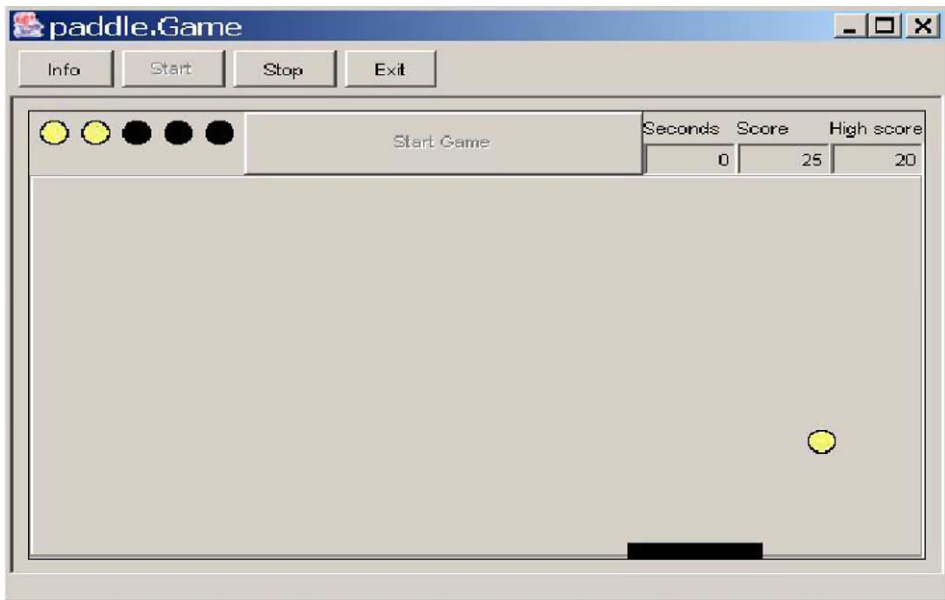 paddle.Game
Info Start Stop Exit
Start Game
Seconds Score High score
0 25 20